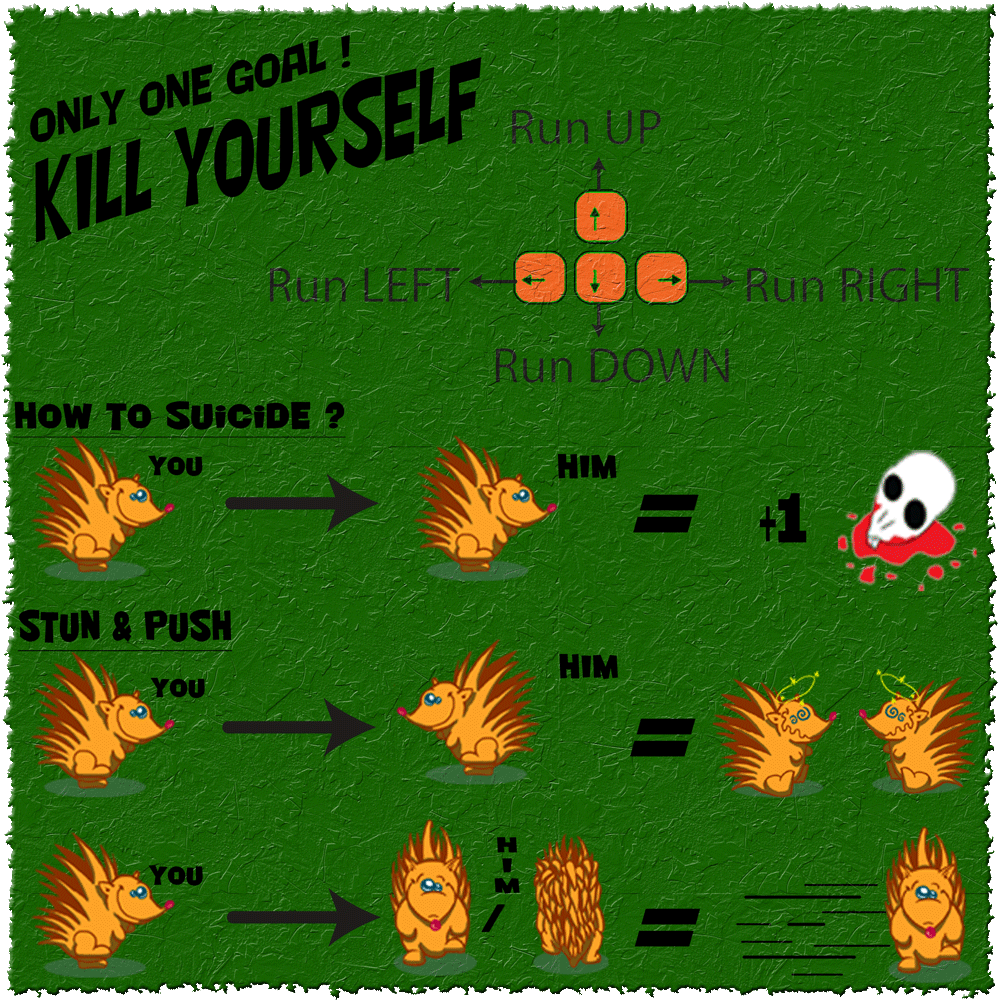 ONLY ONE GOAL !
KILL YOURSELF
Run UP
Run LEFT
Run RIGHT
Run DOWN
HOW TO SUiCiDE ?
YOU
HIM
=
+1
STUN & PUSH
YOU
HIM
=
YOU
HIM
/
=